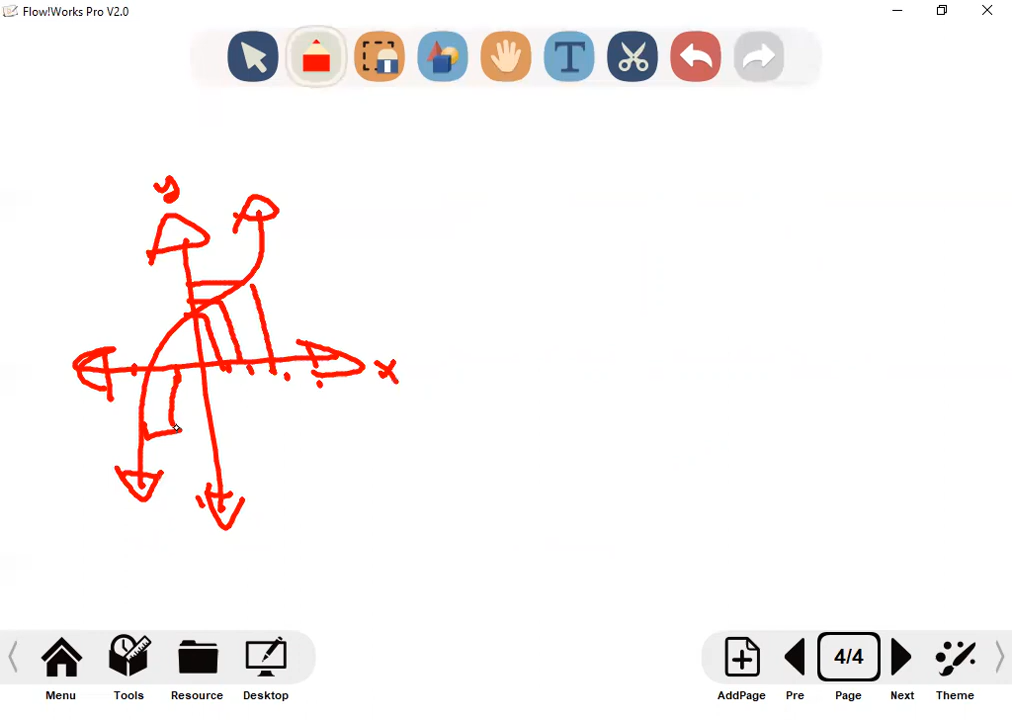 Flow!Works Pro V2.0
T
y
x
4/4
Menu
Tools
Resource
Desktop
AddPage
Pre
Page
Next
Theme